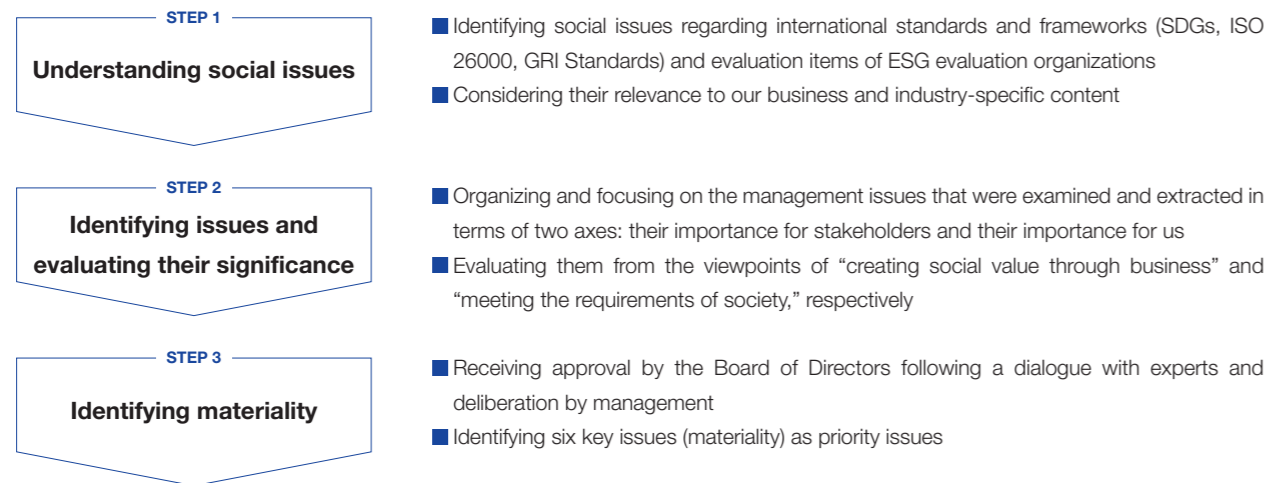 STEP 1
Understanding social issues
■ Identifying social issues regarding international standards and frameworks (SDGs, ISO
26000, GRI Standards) and evaluation items of ESG evaluation organizations
■ Considering their relevance to our business and industry-specific content
STEP 2
Identifying issues and
evaluating their significance
■ Organizing and focusing on the management issues that were examined and extracted in
terms of two axes: their importance for stakeholders and their importance for us
■ Evaluating them from the viewpoints of “creating social value through business” and
“meeting the requirements of society,” respectively
STEP 3
Identifying materiality
■ Receiving approval by the Board of Directors following a dialogue with experts and
deliberation by management
■ Identifying six key issues (materiality) as priority issues